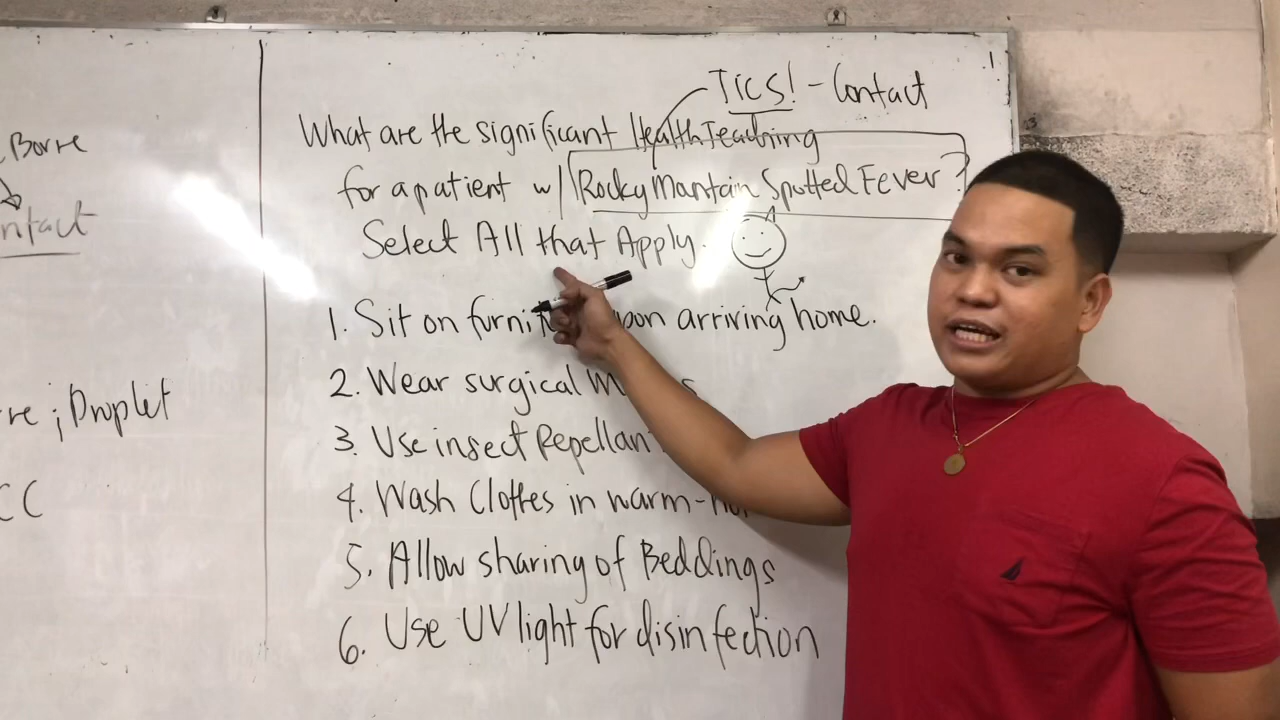 Borre
ntact
re ; Droplet
CC
TICS! - Contact
What are the significant Health Teaching
for a patient w/ Rocky Mantain Spotted Fever?
Select All that Apply.
1. Sit on furni upon arriving home.
2. Wear surgical
3. Use insect Repellan
4. Wash Clothes in warm-
5. Allow sharing of Beddings
6. Use UV light for disinfection